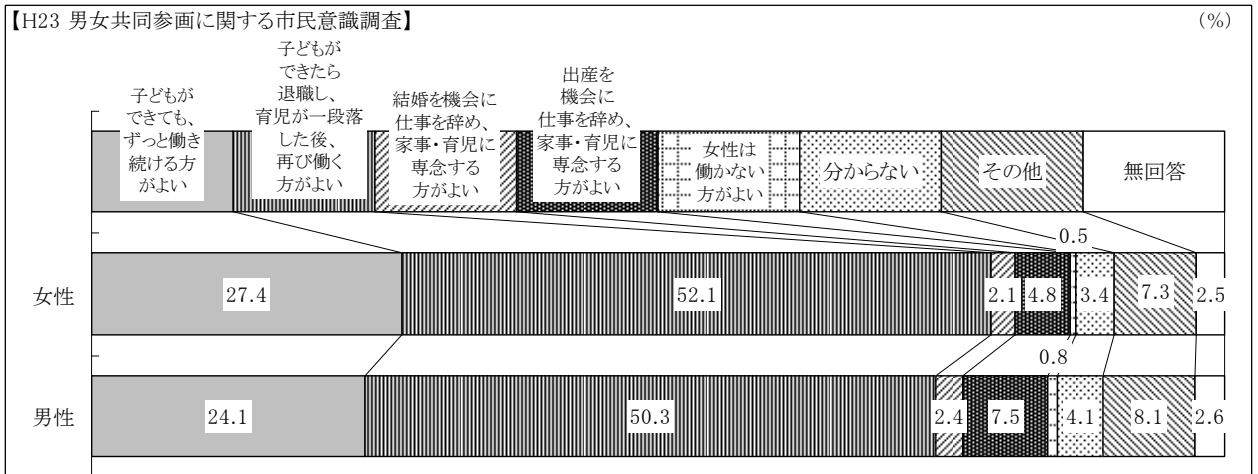 【H23 男女共同参画に関する市民意識調査】
(%)
子どもが
できても、
ずっと働き
続ける方
がよい
子どもが
できたら
退職し、
育児が一段落
した後、
再び働く
方がよい
結婚を機会に
仕事を辞め、
家事・育児に
専念する
方がよい
出産を
機会に
仕事を辞め、
家事・育児に
専念する
方がよい
女性は
働かない
方がよい
分からない
その他
無回答
0.5
女性
27.4
52.1
2.1
4.8
3.4
7.3
2.5
0.8
男性
24.1
50.3
2.4
7.5
4.1
8.1
2.6